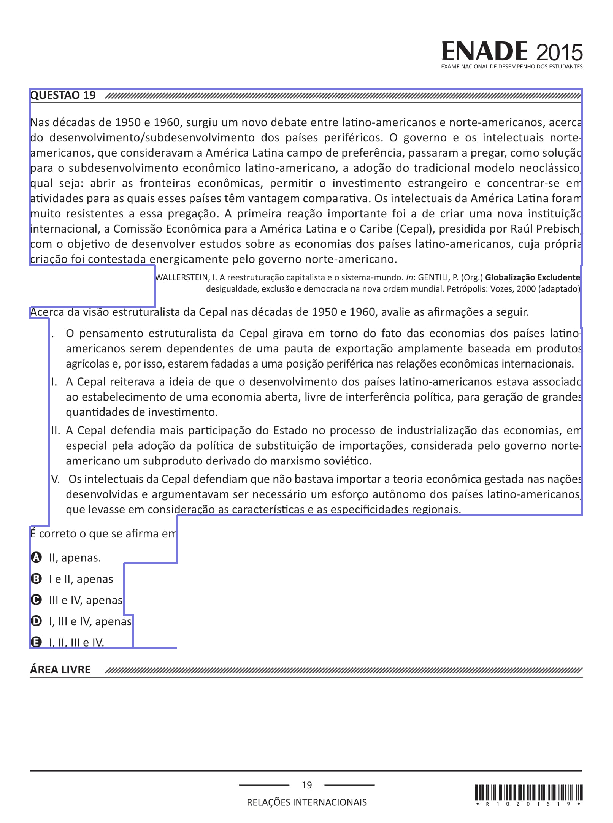 ENADE 2015
EXAME NACIONAL DE DESEMPENHO DOS ESTUDANTES
QUESTÃO 19
Nas décadas de 1950 e 1960, surgiu um novo debate entre latino-americanos e norte-americanos, acerca
do desenvolvimento/subdesenvolvimento dos países periféricos. O governo e os intelectuais norte-
americanos, que consideravam a América Latina campo de preferência, passaram a pregar, como solução
para o subdesenvolvimento econômico latino-americano, a adoção do tradicional modelo neoclássico,
qual seja: abrir as fronteiras econômicas, permitir o investimento estrangeiro e concentrar-se em
atividades para as quais esses países têm vantagem comparativa. Os intelectuais da América Latina foram
muito resistentes a essa pregação. A primeira reação importante foi a de criar uma nova instituição
internacional, a Comissão Econômica para a América Latina e o Caribe (Cepal), presidida por Raúl Prebisch,
com o objetivo de desenvolver estudos sobre as economias dos países latino-americanos, cuja própria
criação foi contestada energicamente pelo governo norte-americano.
WALLERSTEIN, I. A reestruturação capitalista e o sistema-mundo. In: GENTILI, P. (Org.) Globalização Excludente
desigualdade, exclusão e democracia na nova ordem mundial. Petrópolis. Vozes, 2000 (adaptado)
Acerca da visão estruturalista da Cepal nas décadas de 1950 e 1960, avalie as afirmações a seguir.
. O pensamento estruturalista da Cepal girava em torno do fato das economias dos países latino-
americanos serem dependentes de uma pauta de exportação amplamente baseada em produtos
agrícolas e, por isso, estarem fadadas a uma posição periférica nas relações econômicas internacionais.
I. A Cepal reiterava a ideia de que o desenvolvimento dos países latino-americanos estava associado
ao estabelecimento de uma economia aberta, livre de interferência política, para geração de grandes
quantidades de investimento.
II. A Cepal defendia mais participação do Estado no processo de industrialização das economias, em
especial pela adoção da política de substituição de importações, considerada pelo governo norte-
americano um subproduto derivado do marxismo soviético.
V. Os intelectuais da Cepal defendiam que não bastava importar a teoria econômica gestada nas nações
desenvolvidas e argumentavam ser necessário um esforço autônomo dos países latino-americanos,
que levasse em consideração as características e as especificidades regionais.
É correto o que se afirma em
A II, apenas.
B I e II, apenas
C III e IV, apenas
D I, III e IV, apenas
E I, II, III e IV.
ÁREA LIVRE
19
RELAÇÕES INTERNACIONAIS
*R1020151 9*